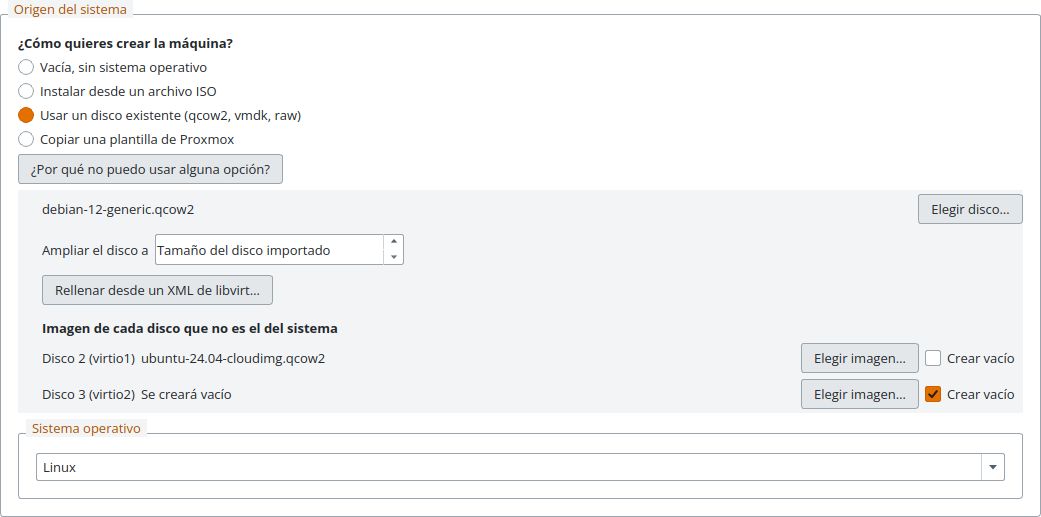 Origen del sistema
¿Cómo quieres crear la máquina?
Vacía, sin sistema operativo
Instalar desde un archivo ISO
Usar un disco existente (qcow2, vmdk, raw)
Copiar una plantilla de Proxmox
¿Por qué no puedo usar alguna opción?
debian-12-generic.qcow2 Elegir disco...
Ampliar el disco a Tamaño del disco importado
Rellenar desde un XML de libvirt...
Imagen de cada disco que no es el del sistema
Disco 2 (virtio1) ubuntu-24.04-cloudimg.qcow2 Elegir imagen... Crear vacío
Disco 3 (virtio2) Se creará vacío Elegir imagen... Crear vacío
Sistema operativo
Linux